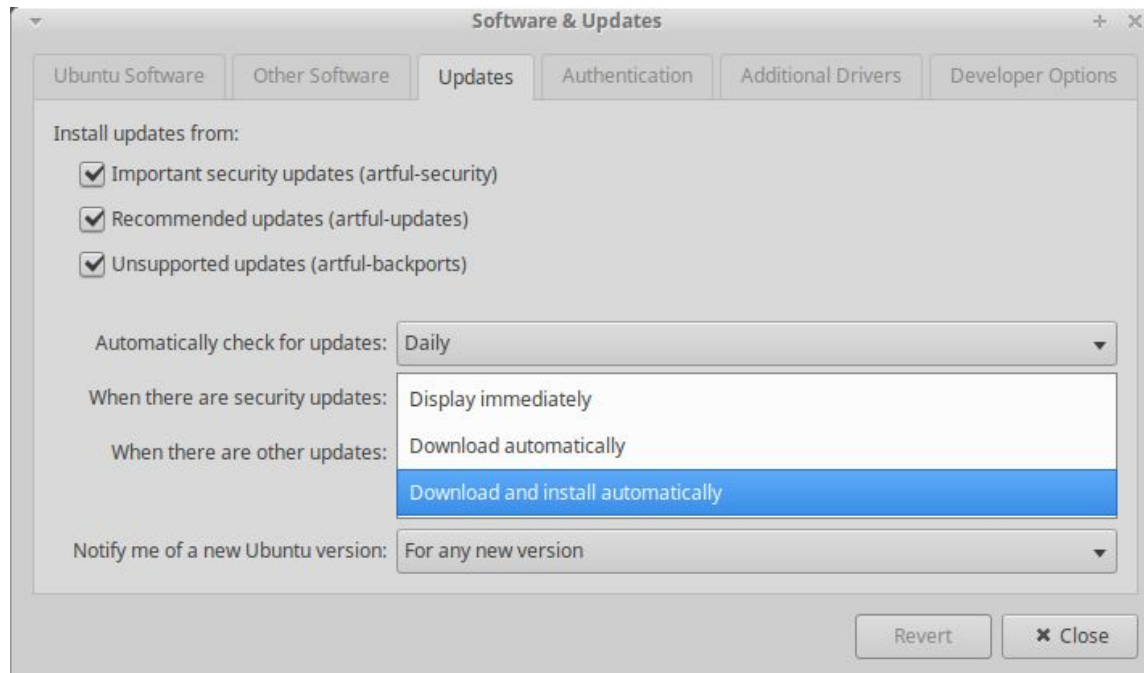 Software & Updates
Ubuntu Software Other Software Updates Authentication Additional Drivers Developer Options
Install updates from:
Important security updates (artful-security)
Recommended updates (artful-updates)
Unsupported updates (artful-backports)
Automatically check for updates: Daily
When there are security updates: Display immediately
Download automatically
When there are other updates:
Download and install automatically
Notify me of a new Ubuntu version: For any new version
Revert Close